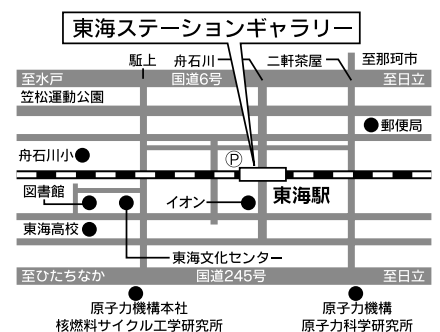 東海ステーションギャラリー
駈上
舟石川
二軒茶屋
至那珂市
至水戸
国道6号
至日立
笠松運動公園
郵便局
舟石川小
P
図書館
イオン
東海駅
東海高校
東海文化センター
至ひたちなか
国道245号
至日立
原子力機構本社
核燃料サイクル工学研究所
原子力機構
原子力科学研究所